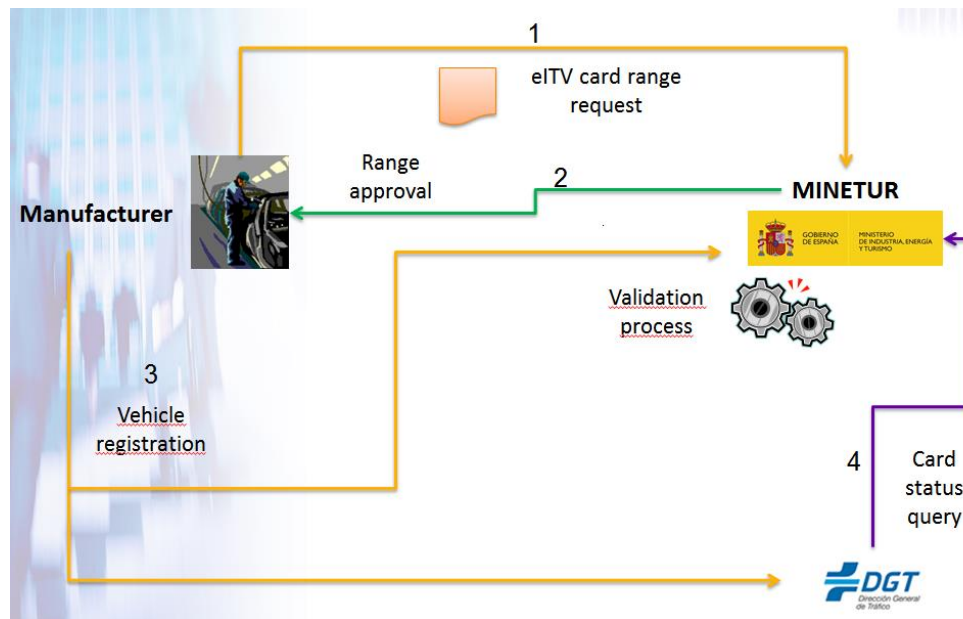 1
eITV card range
request
Range
approval
2
MINETUR
Manufacturer
GOBIERNO
DE ESPAÑA
MINISTERIO
DE INDUSTRIA, ENERGÍA
Y TURISMO
Validation
process
3
Vehicle
registration
4
Card
status
query
DGT
Dirección General
de Tráfico